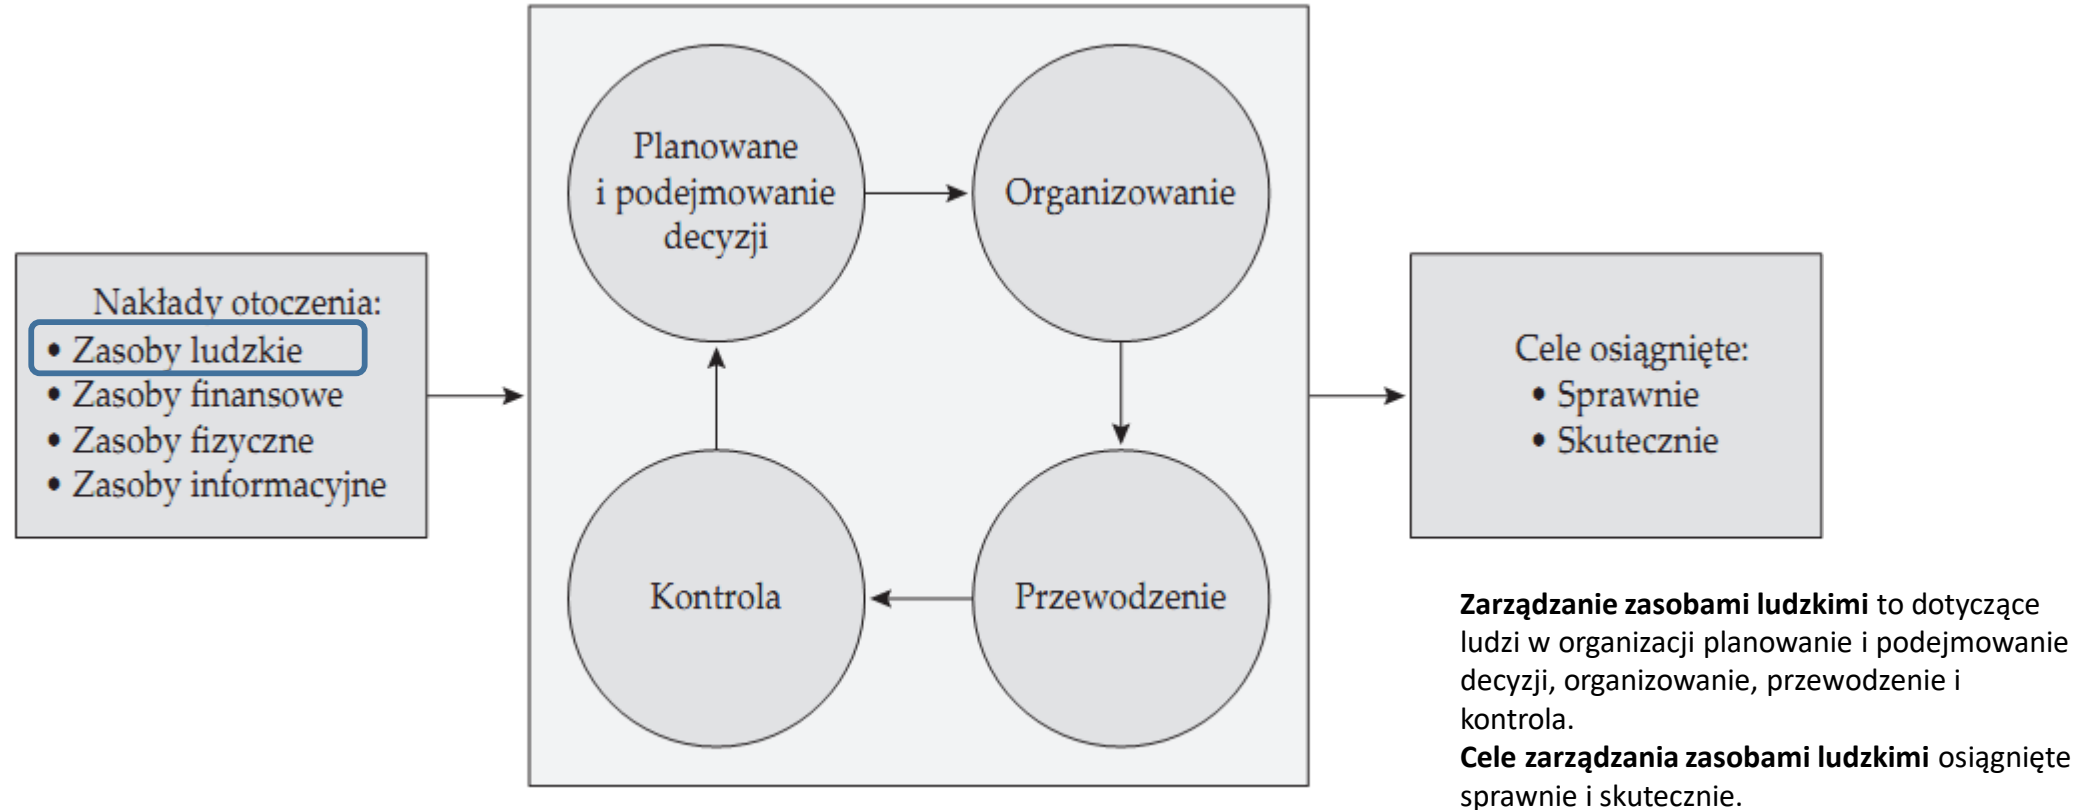 Nakłady otoczenia:
• Zasoby ludzkie
• Zasoby finansowe
• Zasoby fizyczne
• Zasoby informacyjne
Planowane
i podejmowanie
decyzji
Organizowanie
Kontrola
Przewodzenie
Cele osiągnięte:
• Sprawnie
• Skutecznie
Zarządzanie zasobami ludzkimi to dotyczące
ludzi w organizacji planowanie i podejmowanie
decyzji, organizowanie, przewodzenie i
kontrola.
Cele zarządzania zasobami ludzkimi osiągnięte
sprawnie i skutecznie.